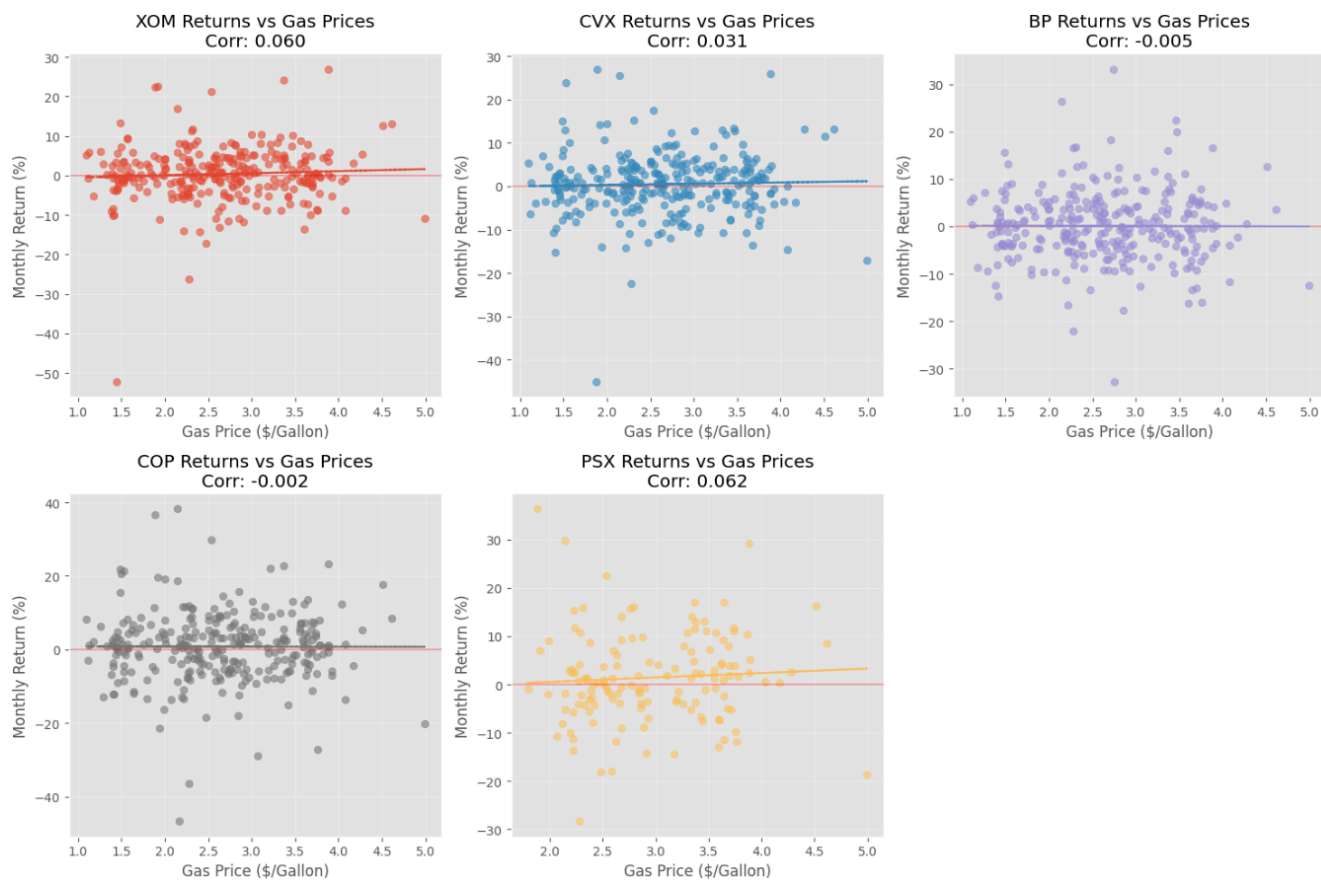 XOM Returns vs Gas Prices
Corr: 0.060
30
20
10
0
−10
−20
−30
−40
−50
Monthly Return (%)
1.0 1.5 2.0 2.5 3.0 3.5 4.0 4.5 5.0
Gas Price ($/Gallon)
CVX Returns vs Gas Prices
Corr: 0.031
30
20
10
0
−10
−20
−30
−40
Monthly Return (%)
1.0 1.5 2.0 2.5 3.0 3.5 4.0 4.5 5.0
Gas Price ($/Gallon)
BP Returns vs Gas Prices
Corr: -0.005
30
20
10
0
−10
−20
−30
Monthly Return (%)
1.0 1.5 2.0 2.5 3.0 3.5 4.0 4.5 5.0
Gas Price ($/Gallon)
COP Returns vs Gas Prices
Corr: -0.002
40
20
0
−20
−40
Monthly Return (%)
1.0 1.5 2.0 2.5 3.0 3.5 4.0 4.5 5.0
Gas Price ($/Gallon)
PSX Returns vs Gas Prices
Corr: 0.062
30
20
10
0
−10
−20
−30
Monthly Return (%)
2.0 2.5 3.0 3.5 4.0 4.5 5.0
Gas Price ($/Gallon)